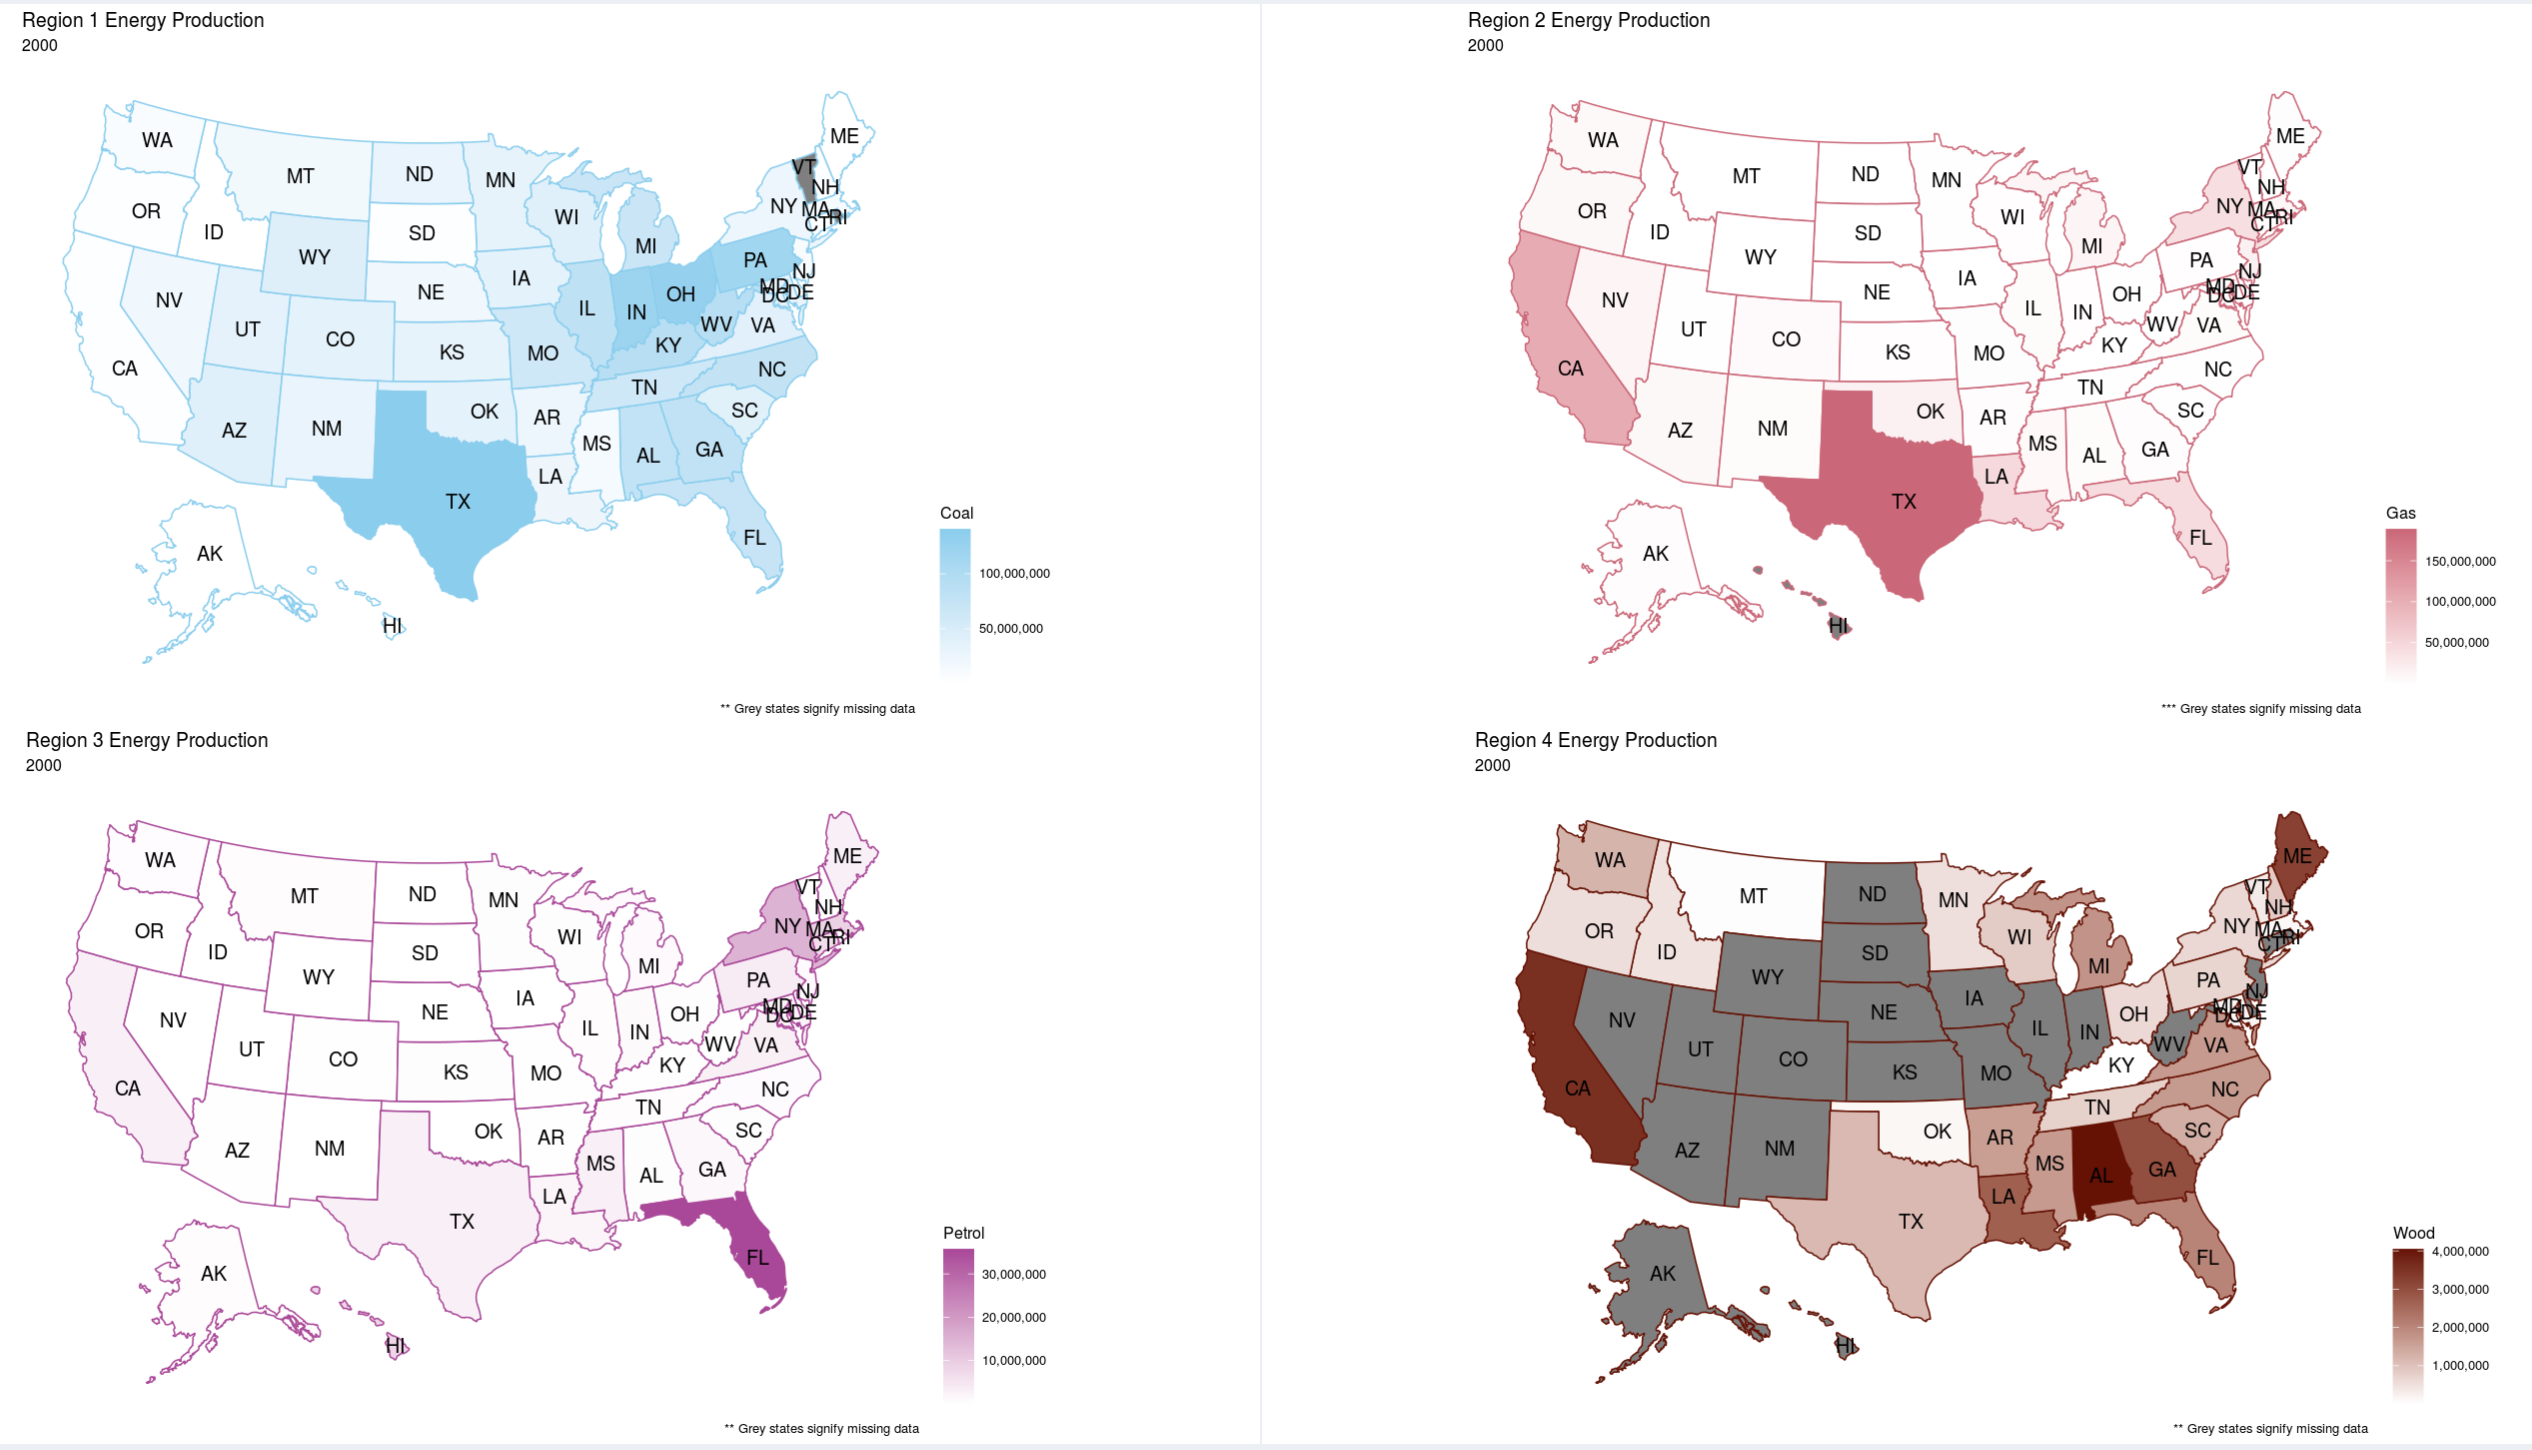 Region 1 Energy Production
2000
WA
MT
ND
MN
ME
VT
NH
OR
ID
SD
WI
NY
MA
RI
CT
WY
MI
IA
PA
NJ
NV
NE
IL
IN
OH
MD
DC
DE
UT
CO
KS
MO
KY
WV
VA
CA
TN
NC
AZ
NM
OK
AR
SC
MS
AL
GA
LA
TX
FL
AK
HI
Coal
100,000,000
50,000,000
** Grey states signify missing data
Region 2 Energy Production
2000
WA
MT
ND
MN
ME
VT
NH
OR
ID
SD
WI
NY
MA
RI
CT
WY
MI
IA
PA
NJ
NV
NE
IL
IN
OH
MD
DC
DE
UT
CO
KS
MO
KY
WV
VA
CA
TN
NC
AZ
NM
OK
AR
SC
MS
AL
GA
LA
TX
FL
AK
HI
Gas
150,000,000
100,000,000
50,000,000
*** Grey states signify missing data
Region 3 Energy Production
2000
WA
MT
ND
MN
ME
VT
NH
OR
ID
SD
WI
NY
MA
RI
CT
WY
MI
IA
PA
NJ
NV
NE
IL
IN
OH
MD
DC
DE
UT
CO
KS
MO
KY
WV
VA
CA
TN
NC
AZ
NM
OK
AR
SC
MS
AL
GA
LA
TX
FL
AK
HI
Petrol
30,000,000
20,000,000
10,000,000
** Grey states signify missing data
Region 4 Energy Production
2000
WA
MT
ND
MN
ME
VT
NH
OR
ID
SD
WI
NY
MA
RI
CT
WY
MI
IA
PA
NJ
NV
NE
IL
IN
OH
MD
DC
DE
UT
CO
KS
MO
KY
WV
VA
CA
TN
NC
AZ
NM
OK
AR
SC
MS
AL
GA
LA
TX
FL
AK
HI
Wood
4,000,000
3,000,000
2,000,000
1,000,000
** Grey states signify missing data